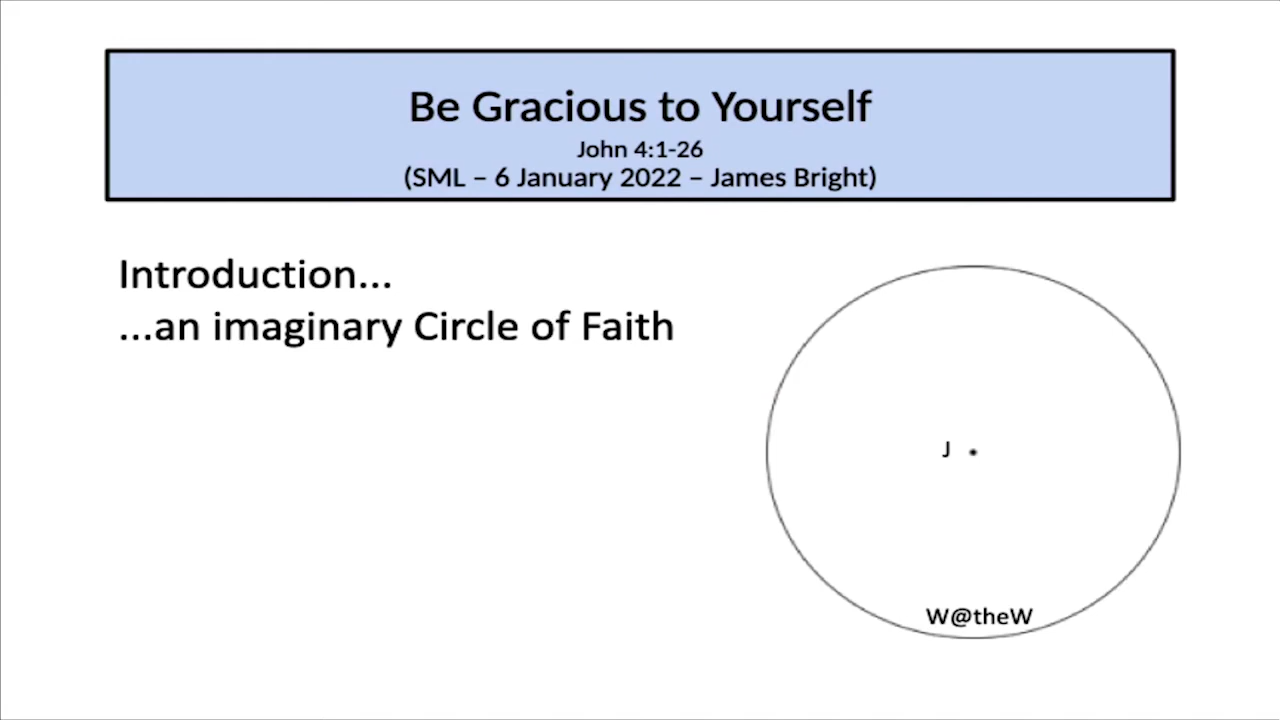 Be Gracious to Yourself
John 4:1-26
(SML – 6 January 2022 – James Bright)
Introduction...
...an imaginary Circle of Faith
J
W@theW